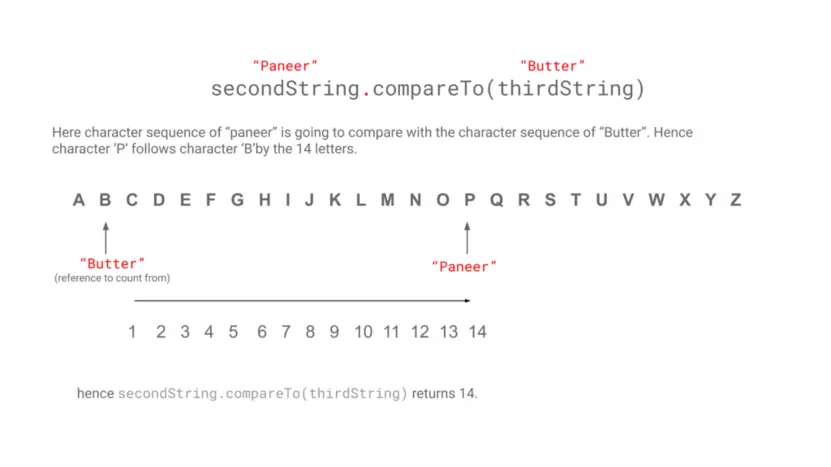 "Paneer" "Butter"
secondString.compareTo(thirdString)
Here character sequence of “paneer” is going to compare with the character sequence of “Butter”. Hence
character ‘P’ follows character ‘B’by the 14 letters.
A B C D E F G H I J K L M N O P Q R S T U V W X Y Z
"Butter" "Paneer"
(reference to count from)
1 2 3 4 5 6 7 8 9 10 11 12 13 14
hence secondString.compareTo(thirdString) returns 14.